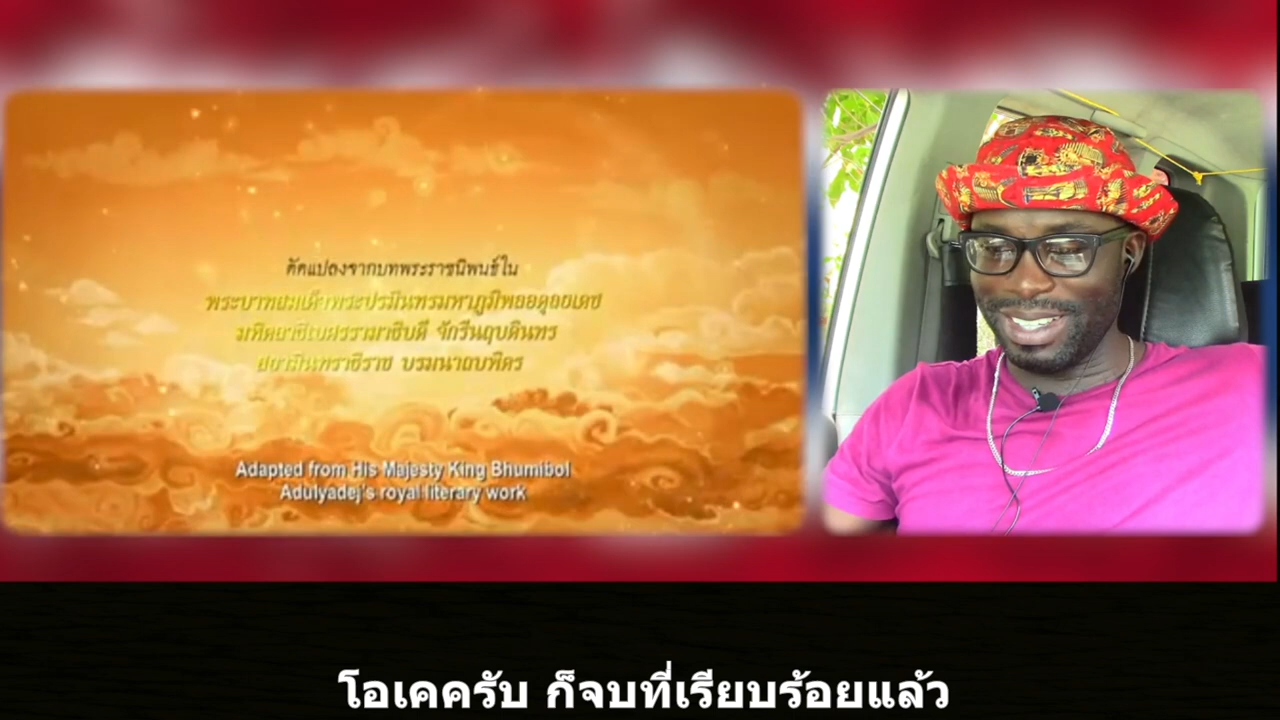 ดัดแปลงจากบทพระราชนิพนธ์ใน
พระบาทสมเด็จพระปรมินทรมหาภูมิพลอดุลยเดช
มหิตลาธิเบศรรามาธิบดี จักรีนฤบดินทร
สยามินทราธิราช บรมนาถบพิตร
Adapted from His Majesty King Bhumibol
Adulyadej's royal literary work
โอเคครับ ก็จบที่เรียบร้อยแล้ว